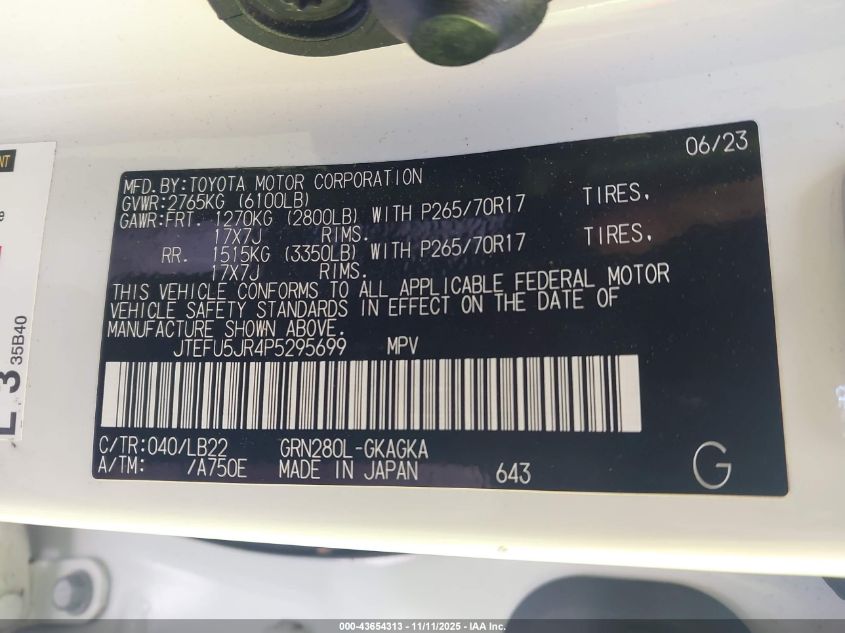 06/23
MFD.BY:TOYOTA MOTOR CORPORATION
GVWR:2765KG (6100LB)
GAWR:FRT. 1270KG (2800LB) WITH P265/70R17 TIRES,
17X7J RIMS.
RR. 1515KG (3350LB) WITH P265/70R17 TIRES,
17X7J RIMS.
THIS VEHICLE CONFORMS TO ALL APPLICABLE FEDERAL MOTOR
VEHICLE SAFETY STANDARDS IN EFFECT ON THE DATE OF
MANUFACTURE SHOWN ABOVE.
JTEFU5JR4P5295699 MPV
C/TR:040/LB22 GRN280L-GKAGKA
A/TM: /A750E MADE IN JAPAN 643
G
35B40
000-43654313 - 11/11/2025 - IAA Inc.